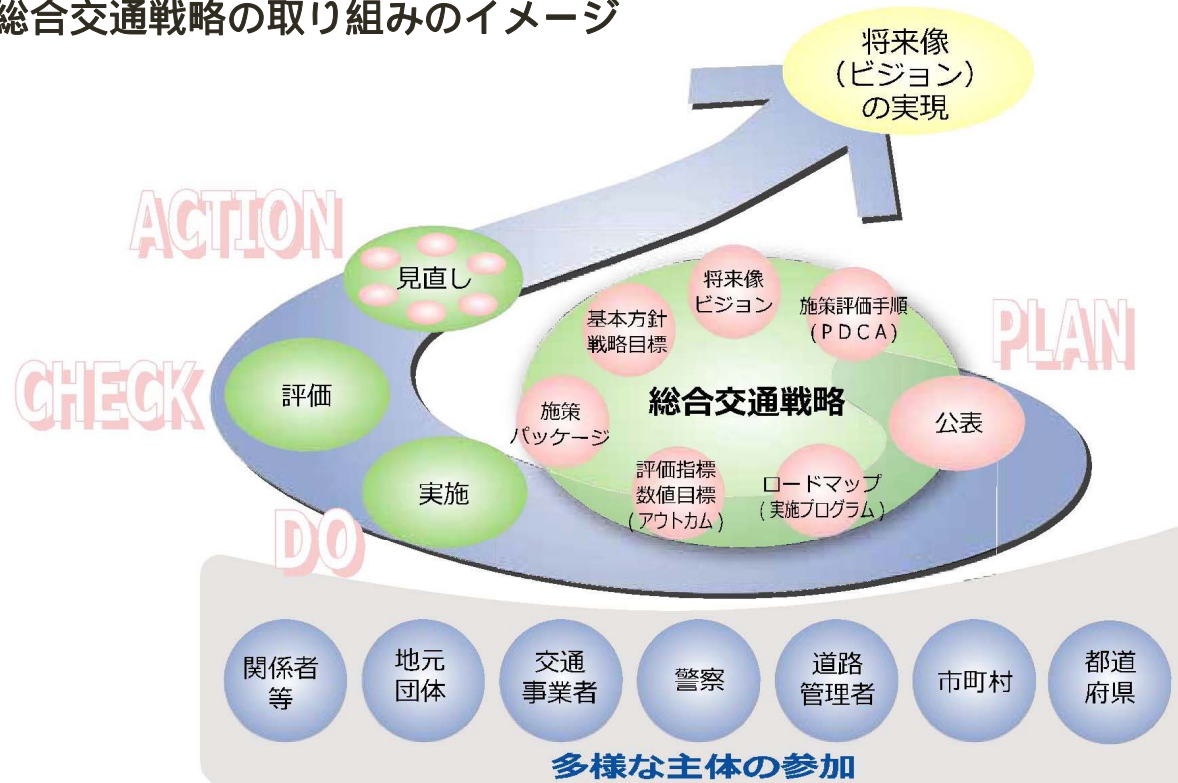 総合交通戦略の取り組みのイメージ
将来像
(ビジョン)
の実現
ACTION
見直し
将来像
ビジョン
基本方針
戦略目標
施策評価手順
(PDCA)
PLAN
CHECK
評価
総合交通戦略
施策
パッケージ
公表
実施
評価指標
数値目標
(アウトカム)
ロードマップ
(実施プログラム)
DO
関係者
等
地元
団体
交通
事業者
警察
道路
管理者
市町村
都道
府県
多様な主体の参加